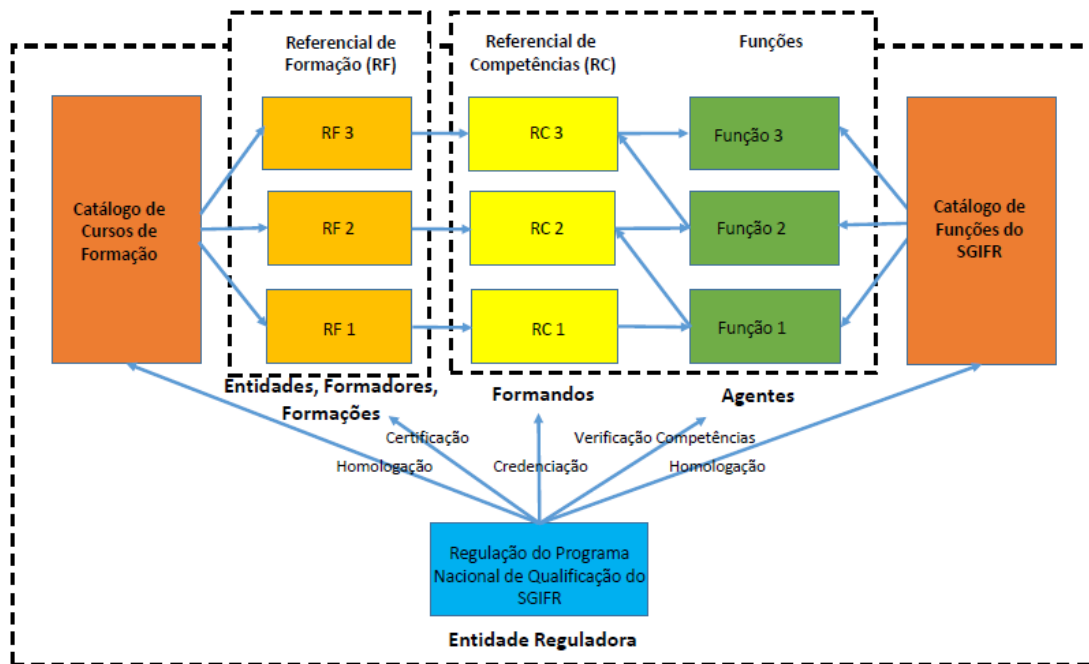 Referencial de
Formação (RF)
Referencial de
Competências (RC)
Funções
Catálogo de
Cursos de
Formação
RF 3
RC 3
Função 3
RF 2
RC 2
Função 2
RF 1
RC 1
Função 1
Catálogo de
Funções do
SGIFR
Entidades, Formadores,
Formações
Formandos
Agentes
Certificação
Verificação Competências
Homologação
Credenciação
Homologação
Regulação do Programa
Nacional de Qualificação do
SGIFR
Entidade Reguladora